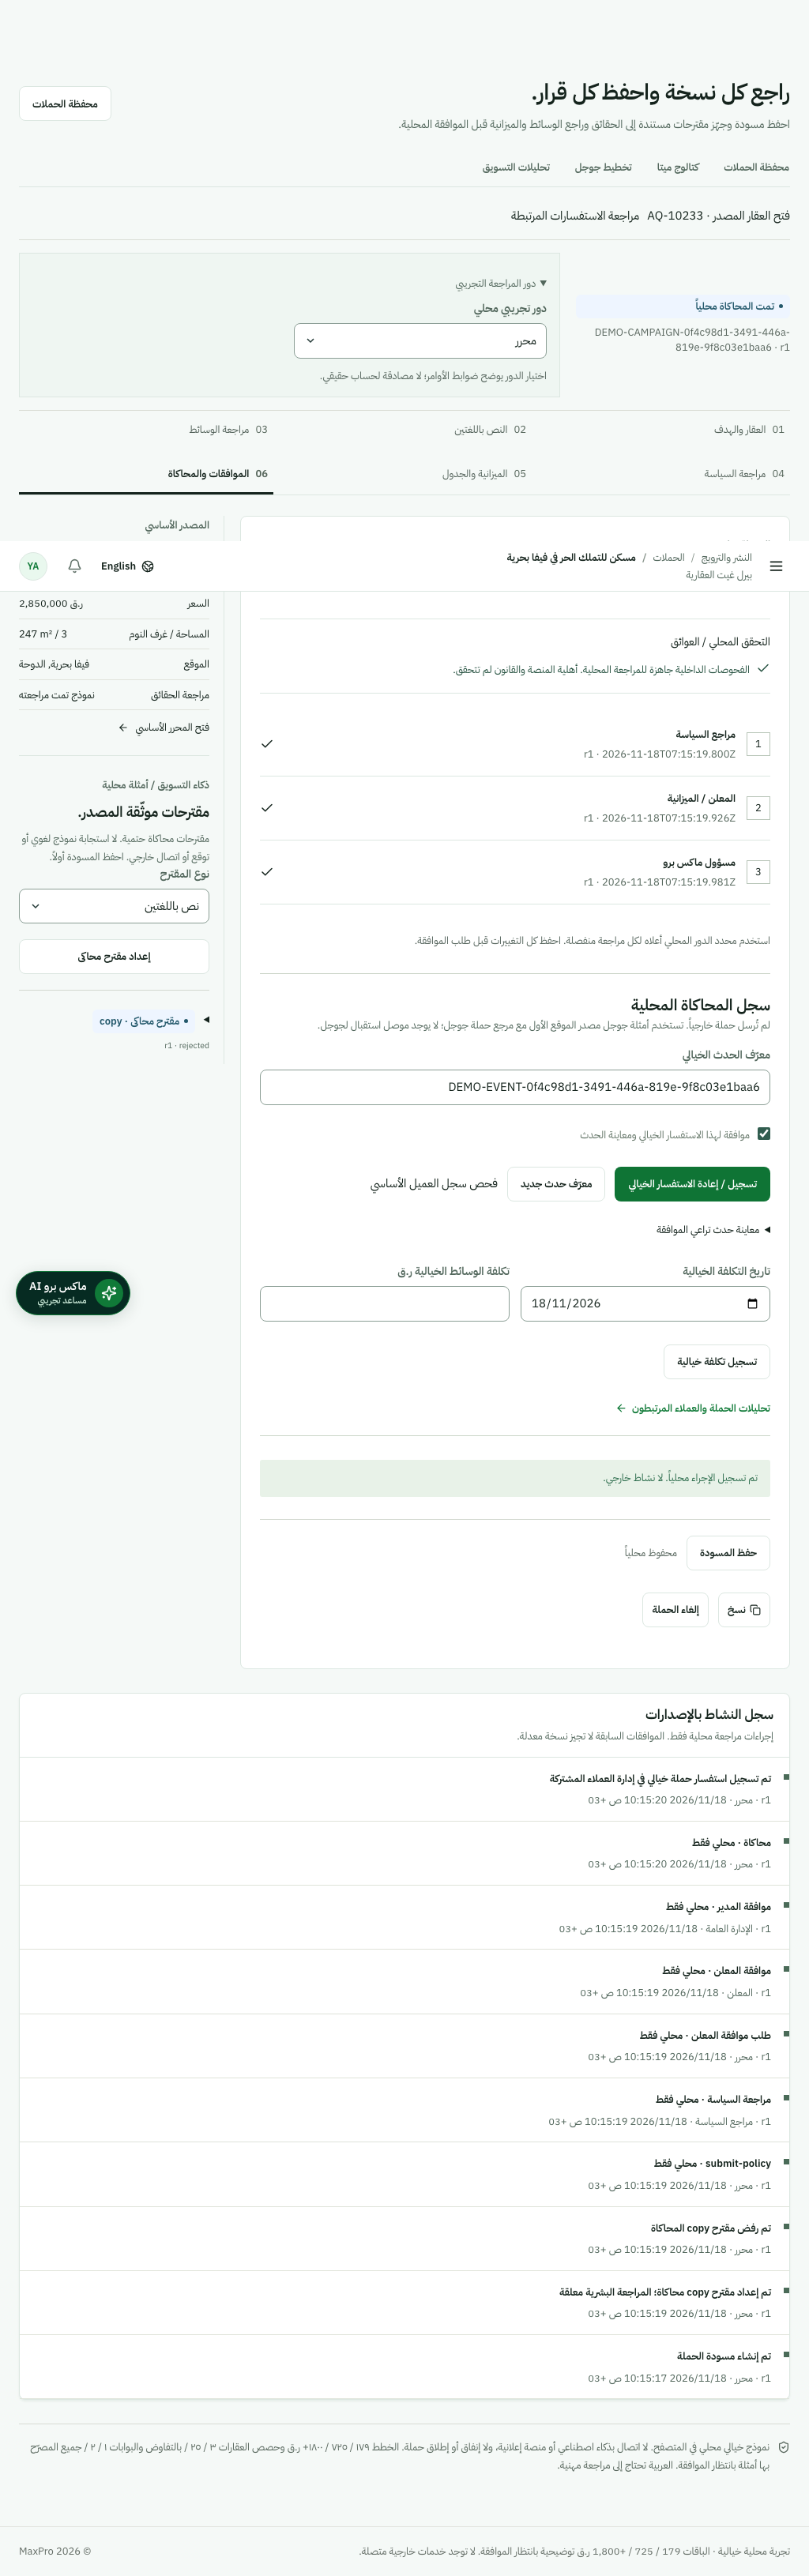 راجع كل نسخة واحفظ كل قرار.
احفظ مسودة وجهّز مقترحات مستندة إلى الحقائق وراجع الوسائط والميزانية قبل الموافقة المحلية.
محفظة الحملات
محفظة الحملات
كتالوج ميتا
تخطيط جوجل
تحليلات التسويق
فتح العقار المصدر · AQ-10233
مراجعة الاستفسارات المرتبطة
تمت المحاكاة محلياً
DEMO-CAMPAIGN-0f4c98d1-3491-446a-
819e-9f8c03e1baa6 · r1
دور المراجعة التجريبي
دور تجريبي محلي
محرر
اختيار الدور يوضح ضوابط الأوامر؛ لا مصادقة لحساب حقيقي.
01 العقار والهدف
02 النص باللغتين
03 مراجعة الوسائط
04 مراجعة السياسة
05 الميزانية والجدول
06 الموافقات والمحاكاة
المصدر الأساسي
النشر والترويج / الحملات / مسكن للتملك الحر في فيفا بحرية
بيرل غيت العقارية
English
YA
السعر
2,850,000 ر.ق
المساحة / غرف النوم
247 m² / 3
الموقع
فيفا بحرية, الدوحة
مراجعة الحقائق
نموذج تمت مراجعته
فتح المحرر الأساسي
ذكاء التسويق / أمثلة محلية
مقترحات موثّقة المصدر.
مقترحات محاكاة حتمية. لا استجابة نموذج لغوي أو
توقع أو اتصال خارجي. احفظ المسودة أولاً.
نوع المقترح
نص باللغتين
إعداد مقترح محاكى
مقترح محاكى · copy
r1 · rejected
التحقق المحلي / العوائق
الفحوصات الداخلية جاهزة للمراجعة المحلية. أهلية المنصة والقانون لم تتحقق.
1
مراجع السياسة
r1 · 2026-11-18T07:15:19.800Z
2
المعلن / الميزانية
r1 · 2026-11-18T07:15:19.926Z
3
مسؤول ماكس برو
r1 · 2026-11-18T07:15:19.981Z
استخدم محدد الدور المحلي أعلاه لكل مراجعة منفصلة. احفظ كل التغييرات قبل طلب الموافقة.
سجل المحاكاة المحلية
لم تُرسل حملة خارجياً. تستخدم أمثلة جوجل مصدر الموقع الأول مع مرجع حملة جوجل؛ لا يوجد موصل استقبال لجوجل.
معرّف الحدث الخيالي
DEMO-EVENT-0f4c98d1-3491-446a-819e-9f8c03e1baa6
موافقة لهذا الاستفسار الخيالي ومعاينة الحدث
تسجيل / إعادة الاستفسار الخيالي
معرّف حدث جديد
فحص سجل العميل الأساسي
معاينة حدث تراعي الموافقة
تاريخ التكلفة الخيالية
18/11/2026
تكلفة الوسائط الخيالية ر.ق
تسجيل تكلفة خيالية
تحليلات الحملة والعملاء المرتبطون
تم تسجيل الإجراء محلياً. لا نشاط خارجي.
حفظ المسودة
محفوظ محلياً
نسخ
إلغاء الحملة
ماكس برو AI
مساعد تجريبي
سجل النشاط بالإصدارات
إجراءات مراجعة محلية فقط. الموافقات السابقة لا تجيز نسخة معدلة.
تم تسجيل استفسار حملة خيالي في إدارة العملاء المشتركة
r1 · محرر · 2026/11/18 10:15:20 ص +03
محاكاة · محلي فقط
r1 · محرر · 2026/11/18 10:15:20 ص +03
موافقة المدير · محلي فقط
r1 · الإدارة العامة · 2026/11/18 10:15:19 ص +03
موافقة المعلن · محلي فقط
r1 · المعلن · 2026/11/18 10:15:19 ص +03
طلب موافقة المعلن · محلي فقط
r1 · محرر · 2026/11/18 10:15:19 ص +03
مراجعة السياسة · محلي فقط
r1 · مراجع السياسة · 2026/11/18 10:15:19 ص +03
submit-policy · محلي فقط
r1 · محرر · 2026/11/18 10:15:19 ص +03
تم رفض مقترح copy المحاكاة
r1 · محرر · 2026/11/18 10:15:19 ص +03
تم إعداد مقترح copy محاكاة؛ المراجعة البشرية معلقة
r1 · محرر · 2026/11/18 10:15:19 ص +03
تم إنشاء مسودة الحملة
r1 · محرر · 2026/11/18 10:15:17 ص +03
نموذج خيالي محلي في المتصفح. لا اتصال بذكاء اصطناعي أو منصة إعلانية، ولا إنفاق أو إطلاق حملة. الخطط ١٧٩ / ٧٢٥ / ١٨٠٠+ ر.ق وحصص العقارات ٣ / ٢٥ / بالتفاوض والبوابات ١ / ٢ / جميع المصرّح
بها أمثلة بانتظار الموافقة. العربية تحتاج إلى مراجعة مهنية.
تجربة محلية خيالية · الباقات 179 / 725 / +1,800 ر.ق توضيحية بانتظار الموافقة. لا توجد خدمات خارجية متصلة.
© 2026 MaxPro